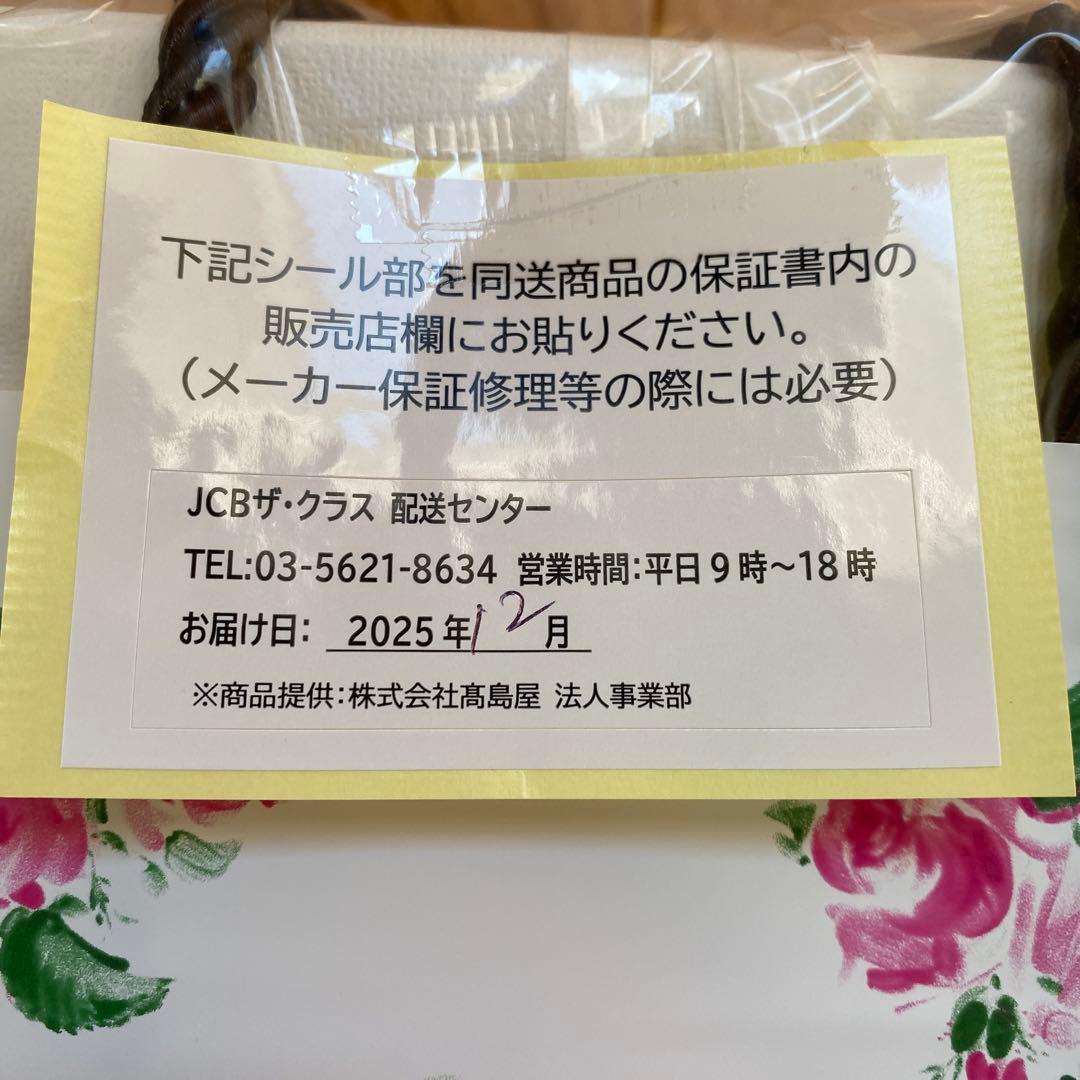 下記シール部を同送商品の保証書内の
販売店欄にお貼りください。
（メーカー保証修理等の際には必要）
JCBザ・クラス 配送センター
TEL:03-5621-8634 営業時間：平日9時～18時
お届け日： 2025年12月
※商品提供：株式会社髙島屋 法人事業部